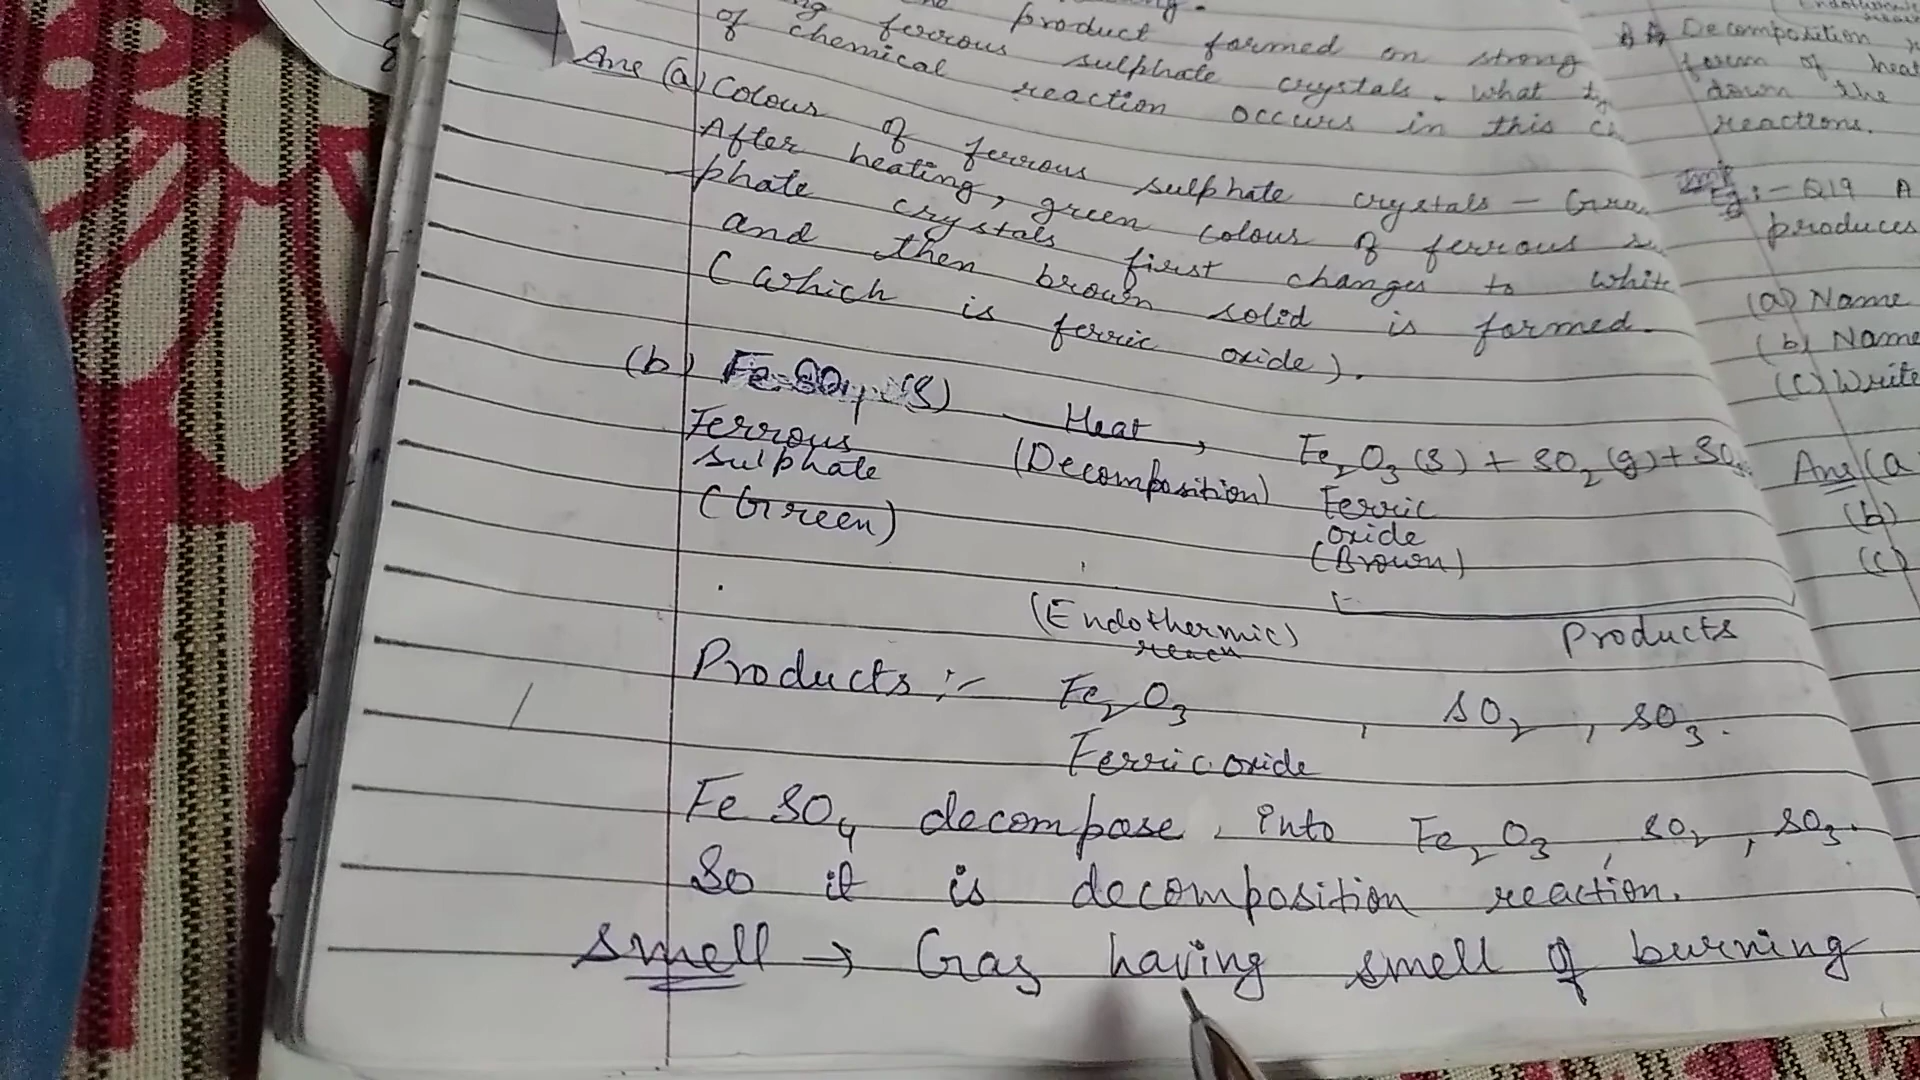 product formed on strong
ferrous sulphate crystals. what
of chemical reaction occurs in this
Ans (a) Colour of ferrous sulphate crystals -
After heating, green colour of ferrous
phate crystals first changes to white
and then brown solid is formed.
(which is ferric oxide).
(b) FeSO4 (s) Heat → Fe2O3 (s) + SO2 (g) +
Ferrous sulphate (Green) (Decomposition) Ferric Oxide (Brown)
(Endothermic) Products
Products :- Fe2O3 , SO2 , SO3.
Ferric oxide
FeSO4 decompose into Fe2O3 , SO2 , SO3.
So it is decomposition reaction.
Smell → Gas having smell of burning
Decomposition
form of heat
down the
reactions.
Imp
Eg:- Q19 A
produces
(a) Name
(b) Name
(c) Write
Ans (a
(b)
(c)